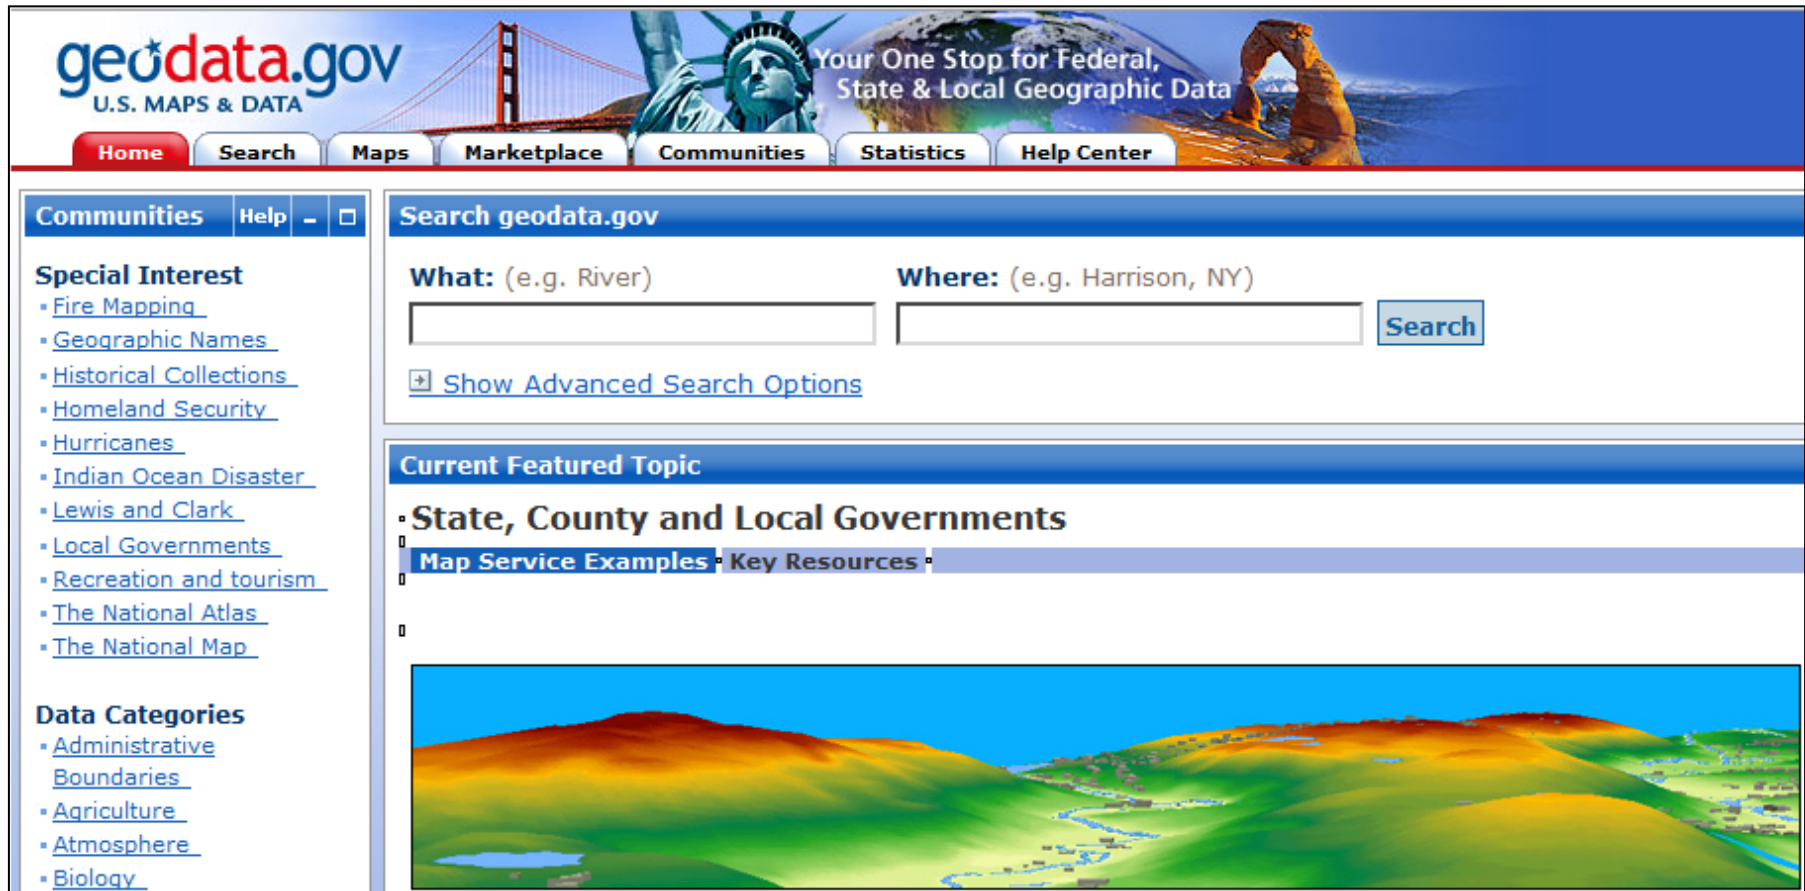 geodata.gov
U.S. MAPS & DATA
Your One Stop for Federal,
State & Local Geographic Data
Home Search Maps Marketplace Communities Statistics Help Center
Communities Help
Special Interest
Fire Mapping
Geographic Names
Historical Collections
Homeland Security
Hurricanes
Indian Ocean Disaster
Lewis and Clark
Local Governments
Recreation and tourism
The National Atlas
The National Map
Data Categories
Administrative
Boundaries
Agriculture
Atmosphere
Biology
Search geodata.gov
What: (e.g. River) Where: (e.g. Harrison, NY)
Search
Show Advanced Search Options
Current Featured Topic
State, County and Local Governments
Map Service Examples Key Resources